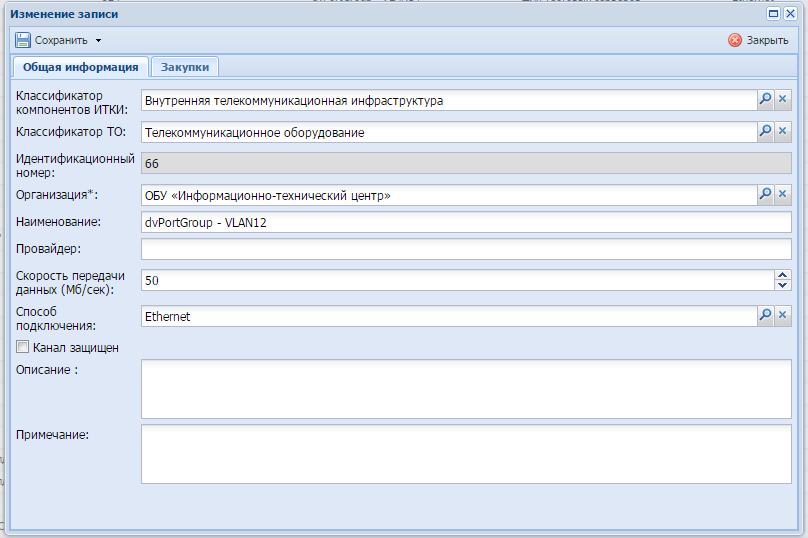 Изменение записи
Сохранить
Закрыть
Общая информация
Закупки
Классификатор
компонентов ИТКИ:
Внутренняя телекоммуникационная инфраструктура
Классификатор ТО:
Телекоммуникационное оборудование
Идентификационный
номер:
66
Организация*:
ОБУ «Информационно-технический центр»
Наименование:
dvPortGroup - VLAN12
Провайдер:
Скорость передачи
данных (Мб/сек):
50
Способ
подключения:
Ethernet
Канал защищен
Описание :
Примечание: